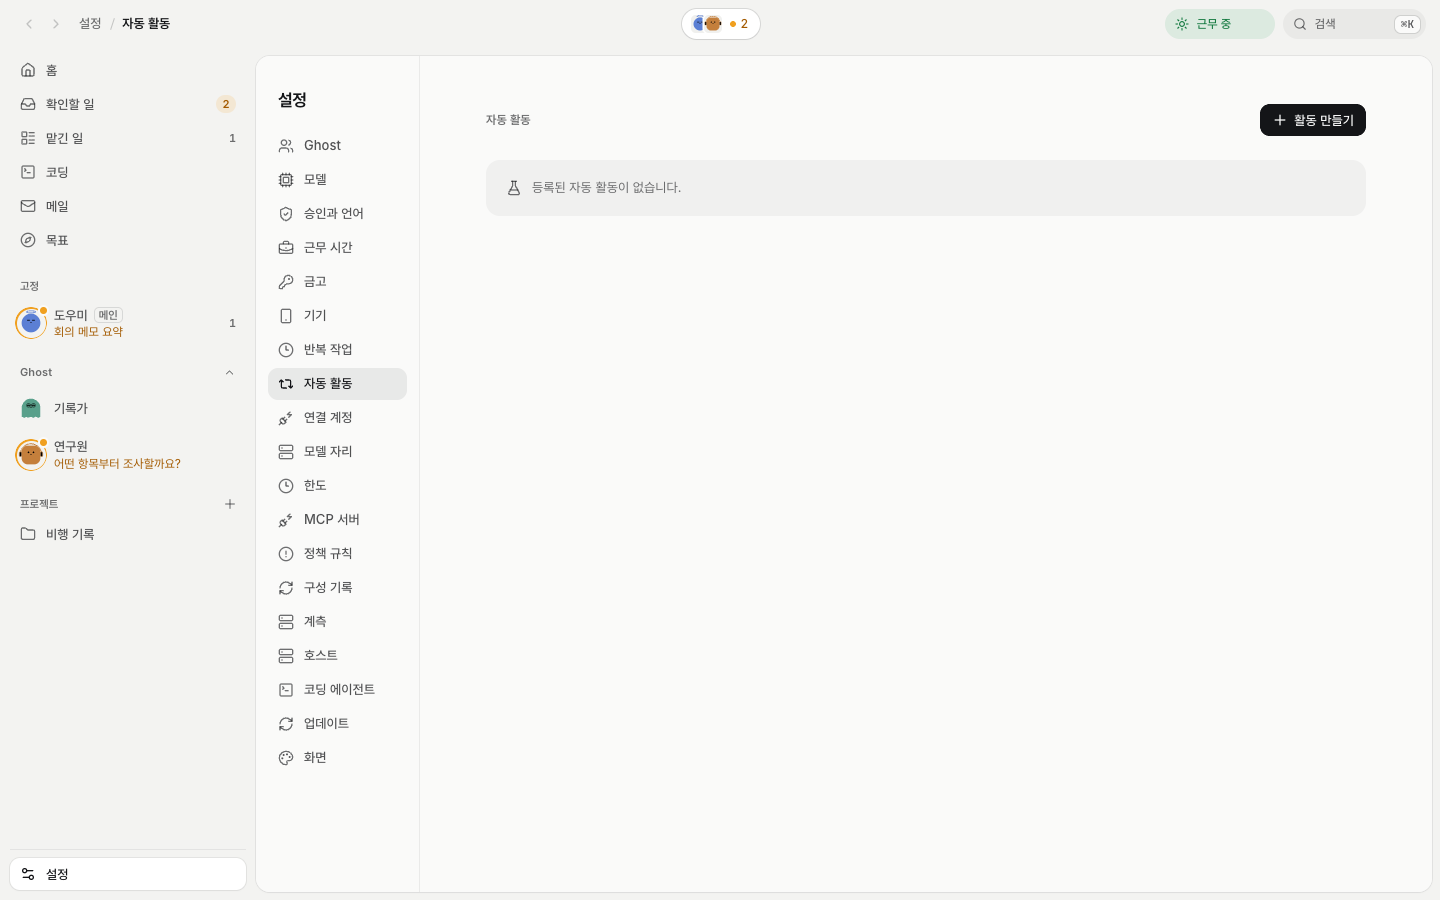 설정 / 자동 활동
2
근무 중
검색
⌘K
홈
확인할 일
2
맡긴 일
1
코딩
메일
목표
고정
도우미
메인
회의 메모 요약
1
Ghost
기록가
연구원
어떤 항목부터 조사할까요?
프로젝트
비행 기록
설정
설정
Ghost
모델
승인과 언어
근무 시간
금고
기기
반복 작업
자동 활동
연결 계정
모델 자리
한도
MCP 서버
정책 규칙
구성 기록
계측
호스트
코딩 에이전트
업데이트
화면
자동 활동
활동 만들기
등록된 자동 활동이 없습니다.